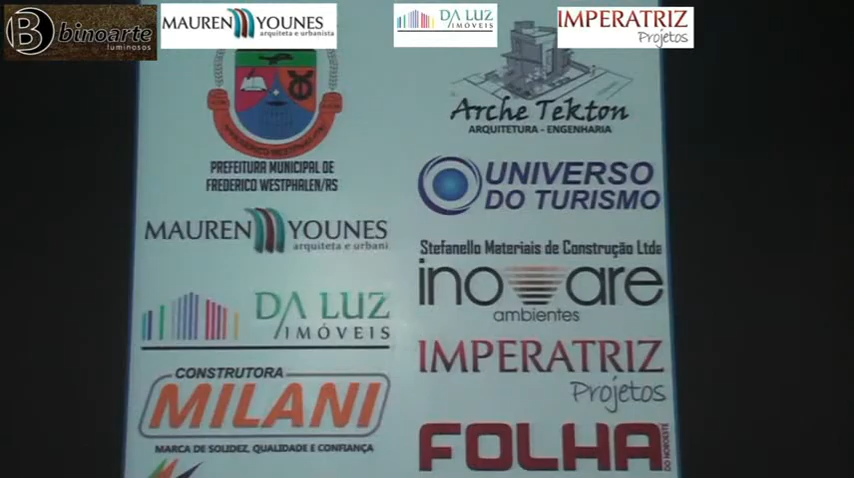 binoarte
luminosos
MAUREN YOUNES
arquiteta e urbanista
DA LUZ
IMÓVEIS
IMPERATRIZ
Projetos
PREFEITURA MUNICIPAL DE
FREDERICO WESTPHALEN/RS
MAUREN YOUNES
arquiteta e urbani
DA LUZ
IMÓVEIS
CONSTRUTORA
MILANI
MARCA DE SOLIDEZ, QUALIDADE E CONFIANÇA
Arche Tekton
ARQUITETURA - ENGENHARIA
UNIVERSO
DO TURISMO
Stefanello Materiais de Construção Ltda
inovare
ambientes
IMPERATRIZ
Projetos
FOLHA
DO NOROESTE